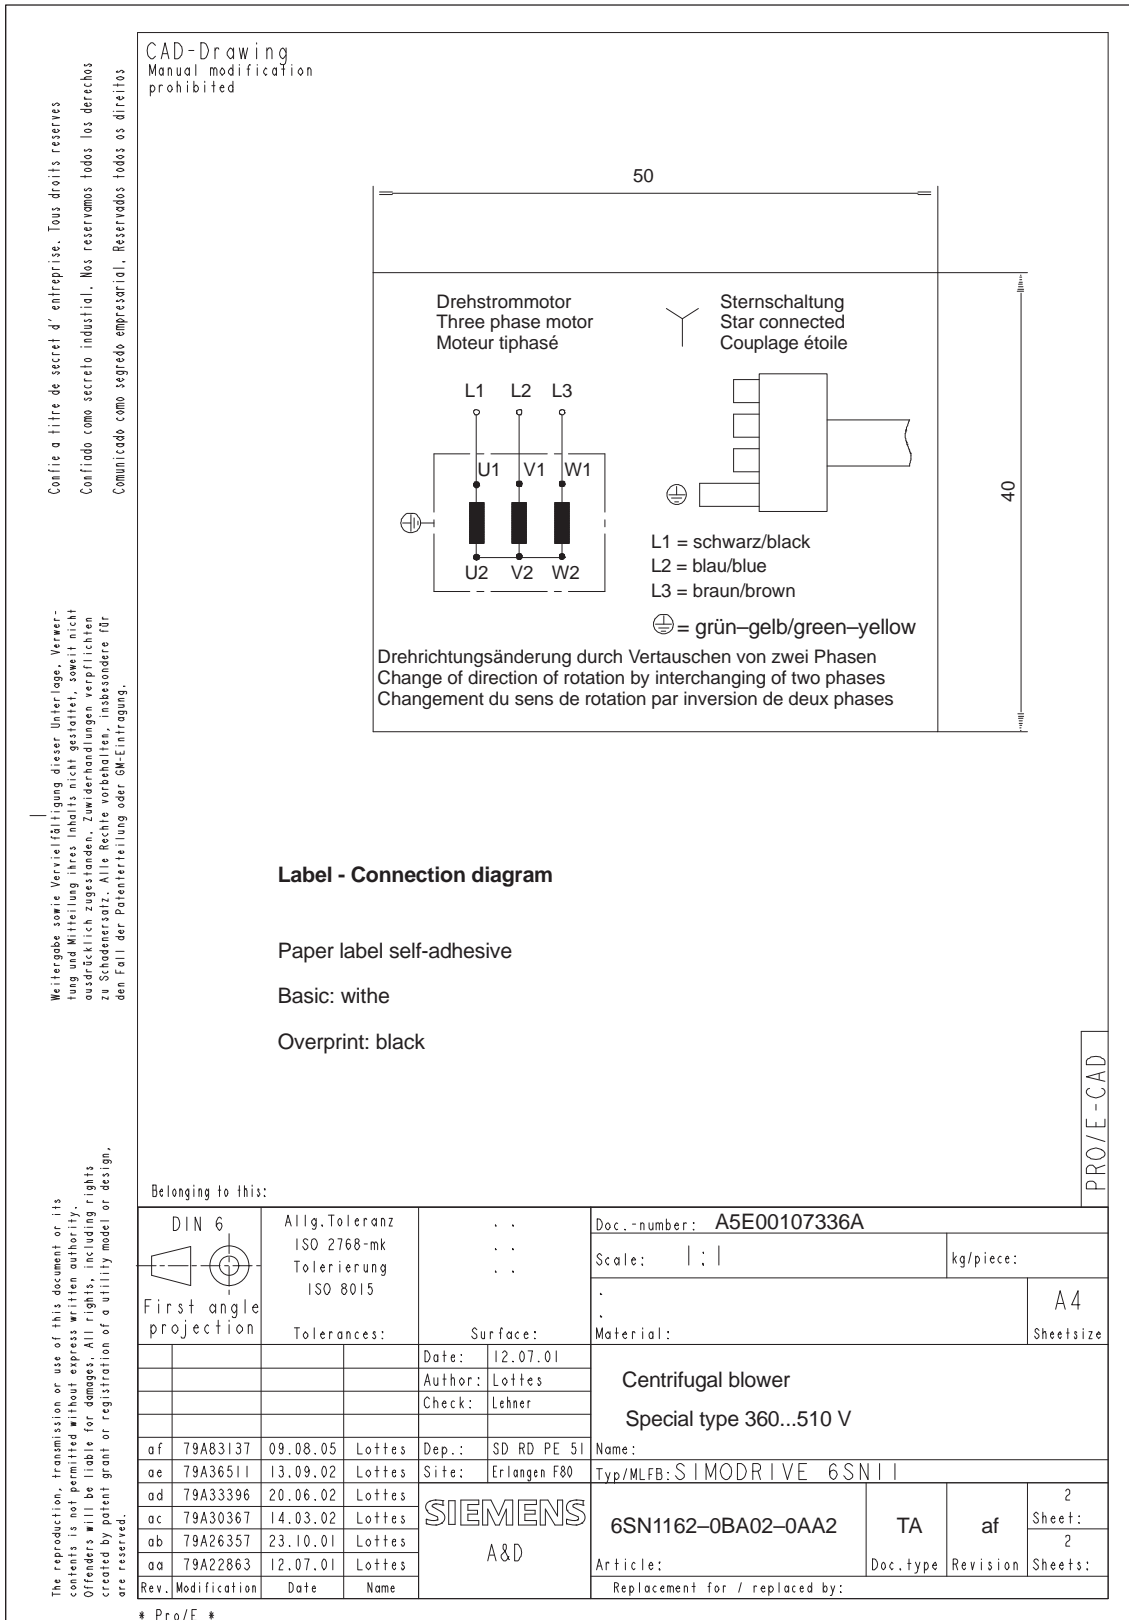 CAD-Drawing
Manual modification
prohibited
Confie a titre de secret d' entreprise. Tous droits reserves
Confiado como secreto industial. Nos reservamos todos los derechos
Comunicado como segredo empresarial. Reservados todos os direitos
50
Drehstrommotor
Three phase motor
Moteur tiphasé
Sternschaltung
Star connected
Couplage étoile
L1 L2 L3
U1 V1 W1
U2 V2 W2
40
L1 = schwarz/black
L2 = blau/blue
L3 = braun/brown
= grün–gelb/green–yellow
Drehrichtungsänderung durch Vertauschen von zwei Phasen
Change of direction of rotation by interchanging of two phases
Changement du sens de rotation par inversion de deux phases
Weitergabe sowie Vervielfältigung dieser Unterlage, Verwer-
tung und Mitteilung ihres Inhalts nicht gestattet, soweit nicht
ausdrücklich zugestanden. Zuwiderhandlungen verpflichten
zu Schadenersatz. Alle Rechte vorbehalten, insbesondere für
den Fall der Patenterteilung oder GM-Eintragung.
Label - Connection diagram
Paper label self-adhesive
Basic: withe
Overprint: black
PRO/E-CAD
The reproduction, transmission or use of this document or its
contents is not permitted without express written authority.
Offenders will be liable for damages. All rights, including rights
created by patent grant or registration of a utility model or design,
are reserved.
Belonging to this:
DIN 6
First angle
projection
Allg.Toleranz
ISO 2768-mk
Tolerierung
ISO 8015
Tolerances:
. .
. .
. .
Surface:
Doc.-number: A5E00107336A
Scale: 1:1
kg/piece:
.
.
Material:
A4
Sheetsize
Date: 12.07.01
Author: Lottes
Check: Lehner
Centrifugal blower
Special type 360...510 V
af 79A83137 09.08.05 Lottes Dep.: SD RD PE 51 Name:
ae 79A36511 13.09.02 Lottes Site: Erlangen F80 Typ/MLFB: SIMODRIVE 6SN11
ad 79A33396 20.06.02 Lottes
ac 79A30367 14.03.02 Lottes
ab 79A26357 23.10.01 Lottes
aa 79A22863 12.07.01 Lottes
Rev. Modification Date Name
SIEMENS
A&D
6SN1162–0BA02–0AA2
Article:
TA
Doc.type
af
Revision
2
Sheet:
2
Sheets:
Replacement for / replaced by:
* Pro/E *